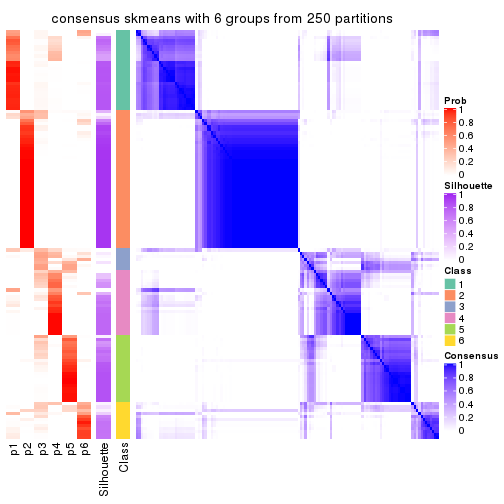 consensus skmeans with 6 groups from 250 partitions
Prob
1
0.8
0.6
0.4
0.2
0
Silhouette
1
0.8
0.6
0.4
0.2
0
Class
1
2
3
4
5
6
Consensus
1
0.8
0.6
0.4
0.2
0
p1
p2
p3
p4
p5
p6
Silhouette
Class